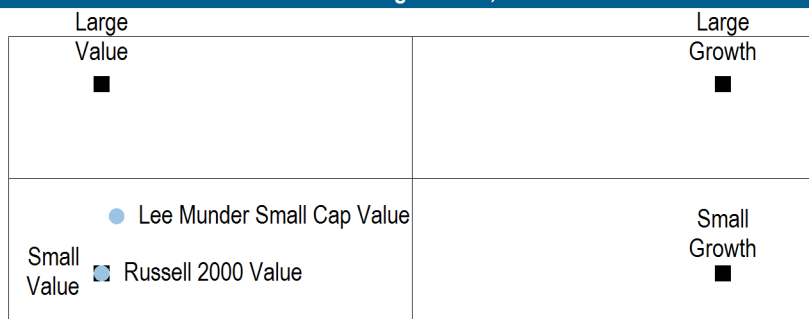 Large
Value
Large
Growth
Lee Munder Small Cap Value
Small
Growth
Small
Value
Russell 2000 Value